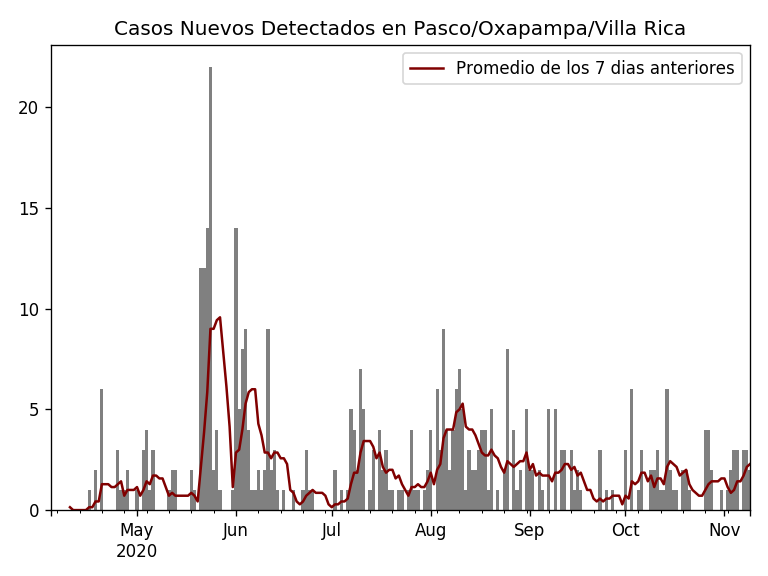 Casos Nuevos Detectados en Pasco/Oxapampa/Villa Rica
Promedio de los 7 dias anteriores
20
15
10
5
0
May Jun Jul Aug Sep Oct Nov
2020